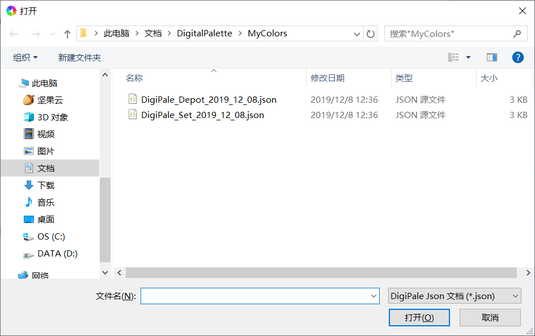 打开
此电脑 文档 DigitalPalette MyColors
搜索"MyColors"
组织 新建文件夹
名称 修改日期 类型 大小
DigiPale_Depot_2019_12_08.json 2019/12/8 12:36 JSON 源文件 3 KB
DigiPale_Set_2019_12_08.json 2019/12/8 12:36 JSON 源文件 3 KB
此电脑
坚果云
3D 对象
视频
图片
文档
下载
音乐
桌面
OS (C:)
DATA (D:)
网络
文件名(N):
DigiPale Json 文档 (*.json)
打开(O) 取消